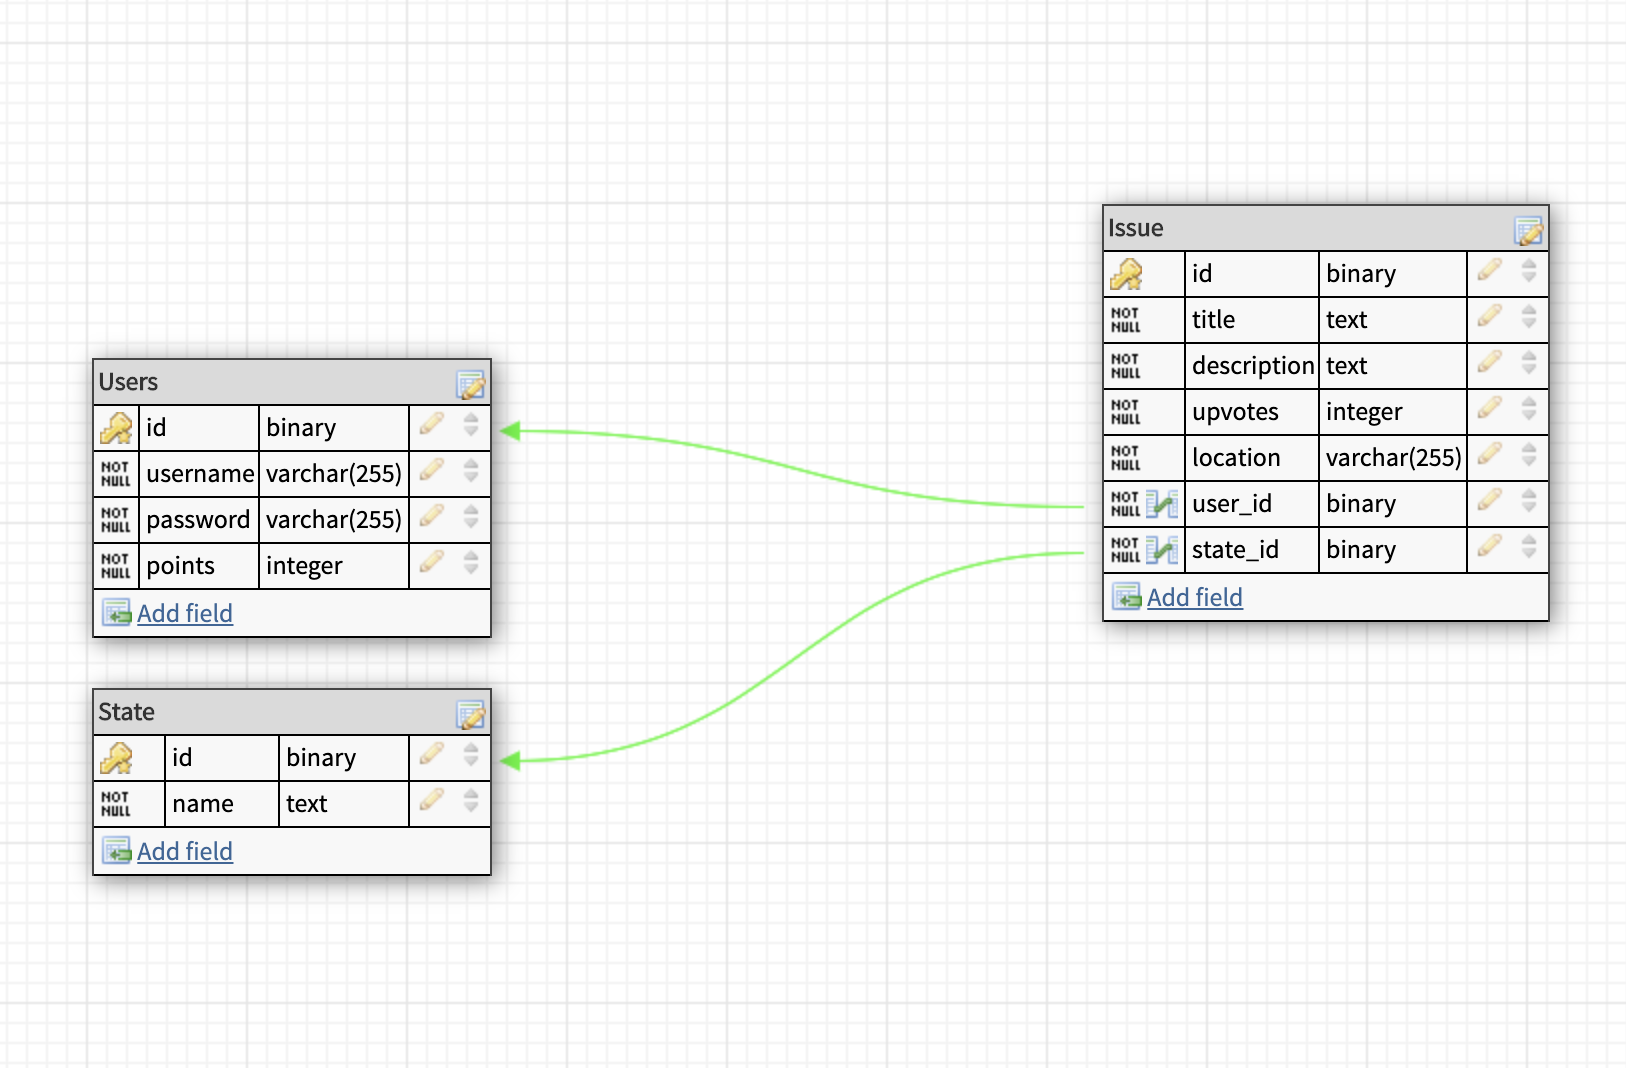 Users
id binary
NOT NULL username varchar(255)
NOT NULL password varchar(255)
NOT NULL points integer
Add field
State
id binary
NOT NULL name text
Add field
Issue
id binary
NOT NULL title text
NOT NULL description text
NOT NULL upvotes integer
NOT NULL location varchar(255)
NOT NULL user_id binary
NOT NULL state_id binary
Add field